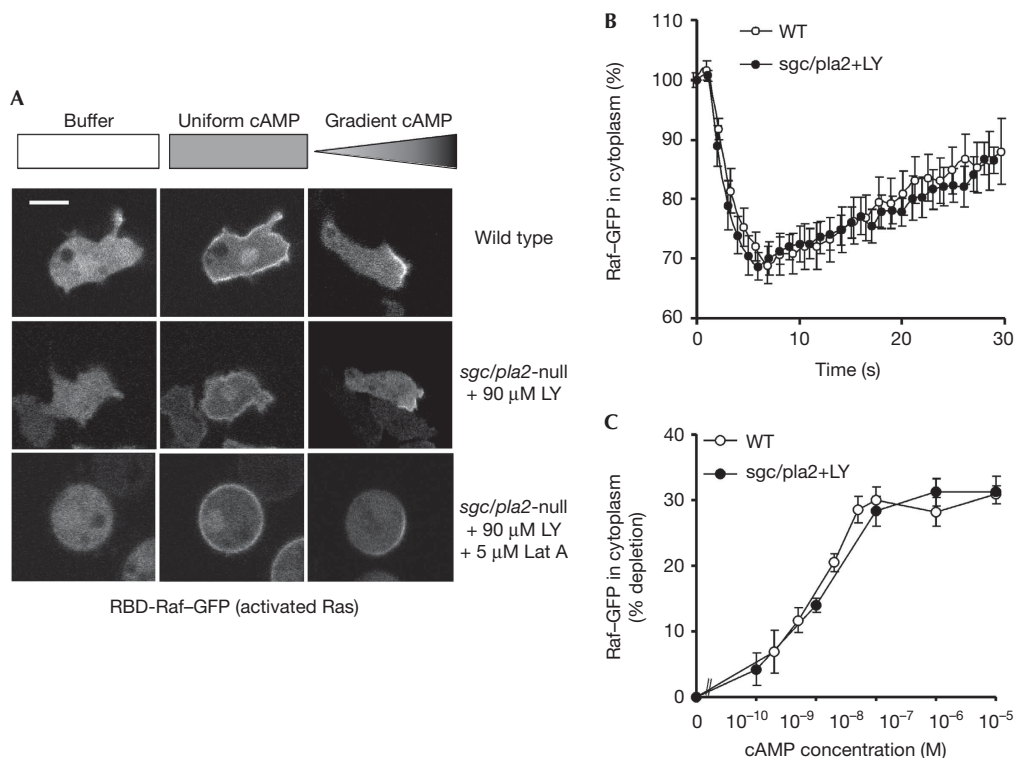 A
Buffer
Uniform cAMP
Gradient cAMP
Wild type
sgc/pla2-null
+ 90 μM LY
sgc/pla2-null
+ 90 μM LY
+ 5 μM Lat A
RBD-Raf–GFP (activated Ras)
B
WT
sgc/pla2+LY
Raf–GFP in cytoplasm (%)
110
100
90
80
70
60
0
10
20
30
Time (s)
C
WT
sgc/pla2+LY
Raf–GFP in cytoplasm
(% depletion)
40
30
20
10
0
0
10–10
10–9
10–8
10–7
10–6
10–5
cAMP concentration (M)